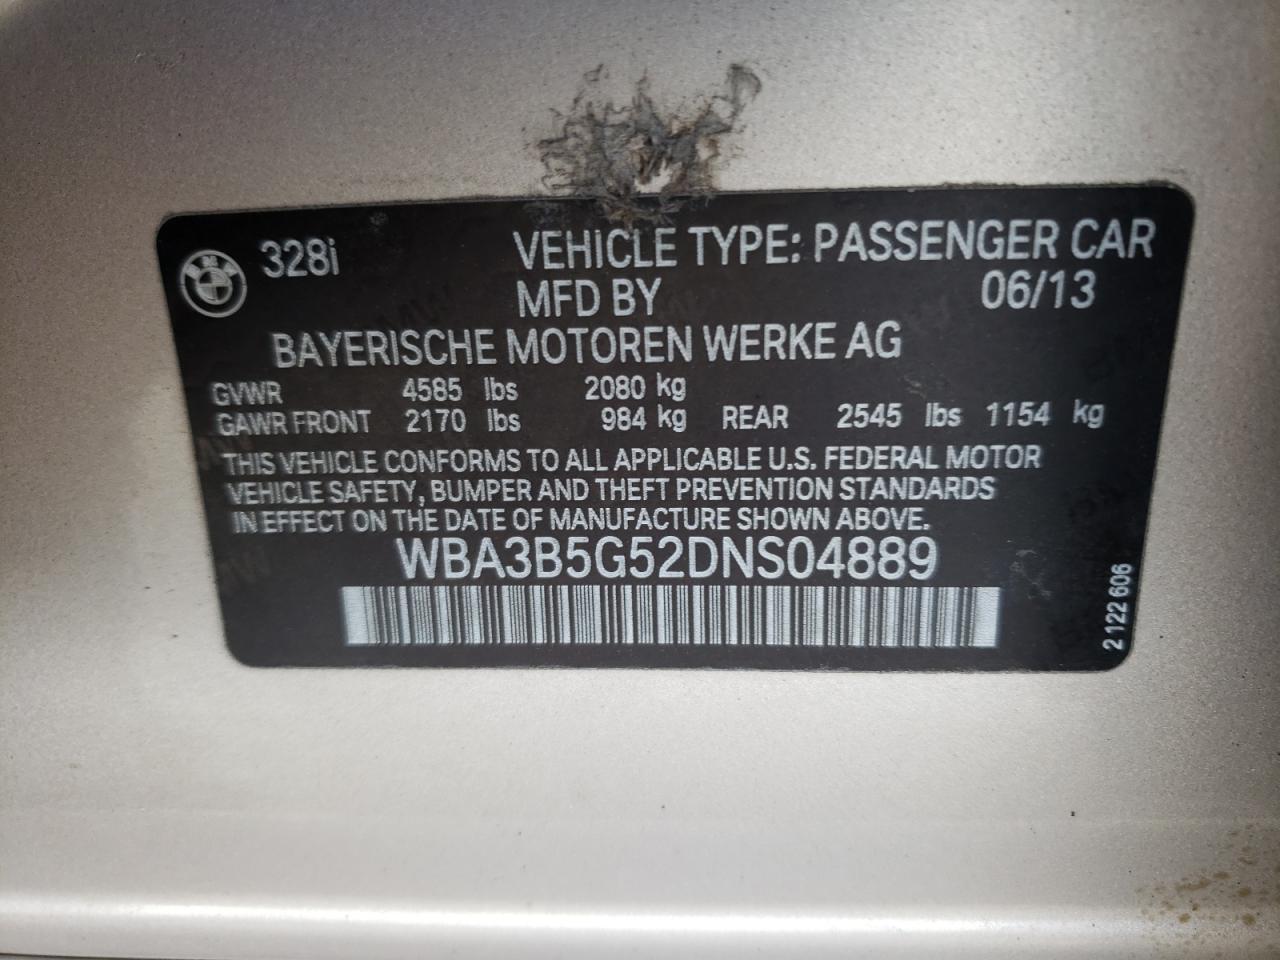 BMW 328i VEHICLE TYPE: PASSENGER CAR
MFD BY 06/13
BAYERISCHE MOTOREN WERKE AG
GVWR 4585 lbs 2080 kg
GAWR FRONT 2170 lbs 984 kg REAR 2545 lbs 1154 kg
THIS VEHICLE CONFORMS TO ALL APPLICABLE U.S. FEDERAL MOTOR
VEHICLE SAFETY, BUMPER AND THEFT PREVENTION STANDARDS
IN EFFECT ON THE DATE OF MANUFACTURE SHOWN ABOVE.
WBA3B5G52DNS04889
2 122 606